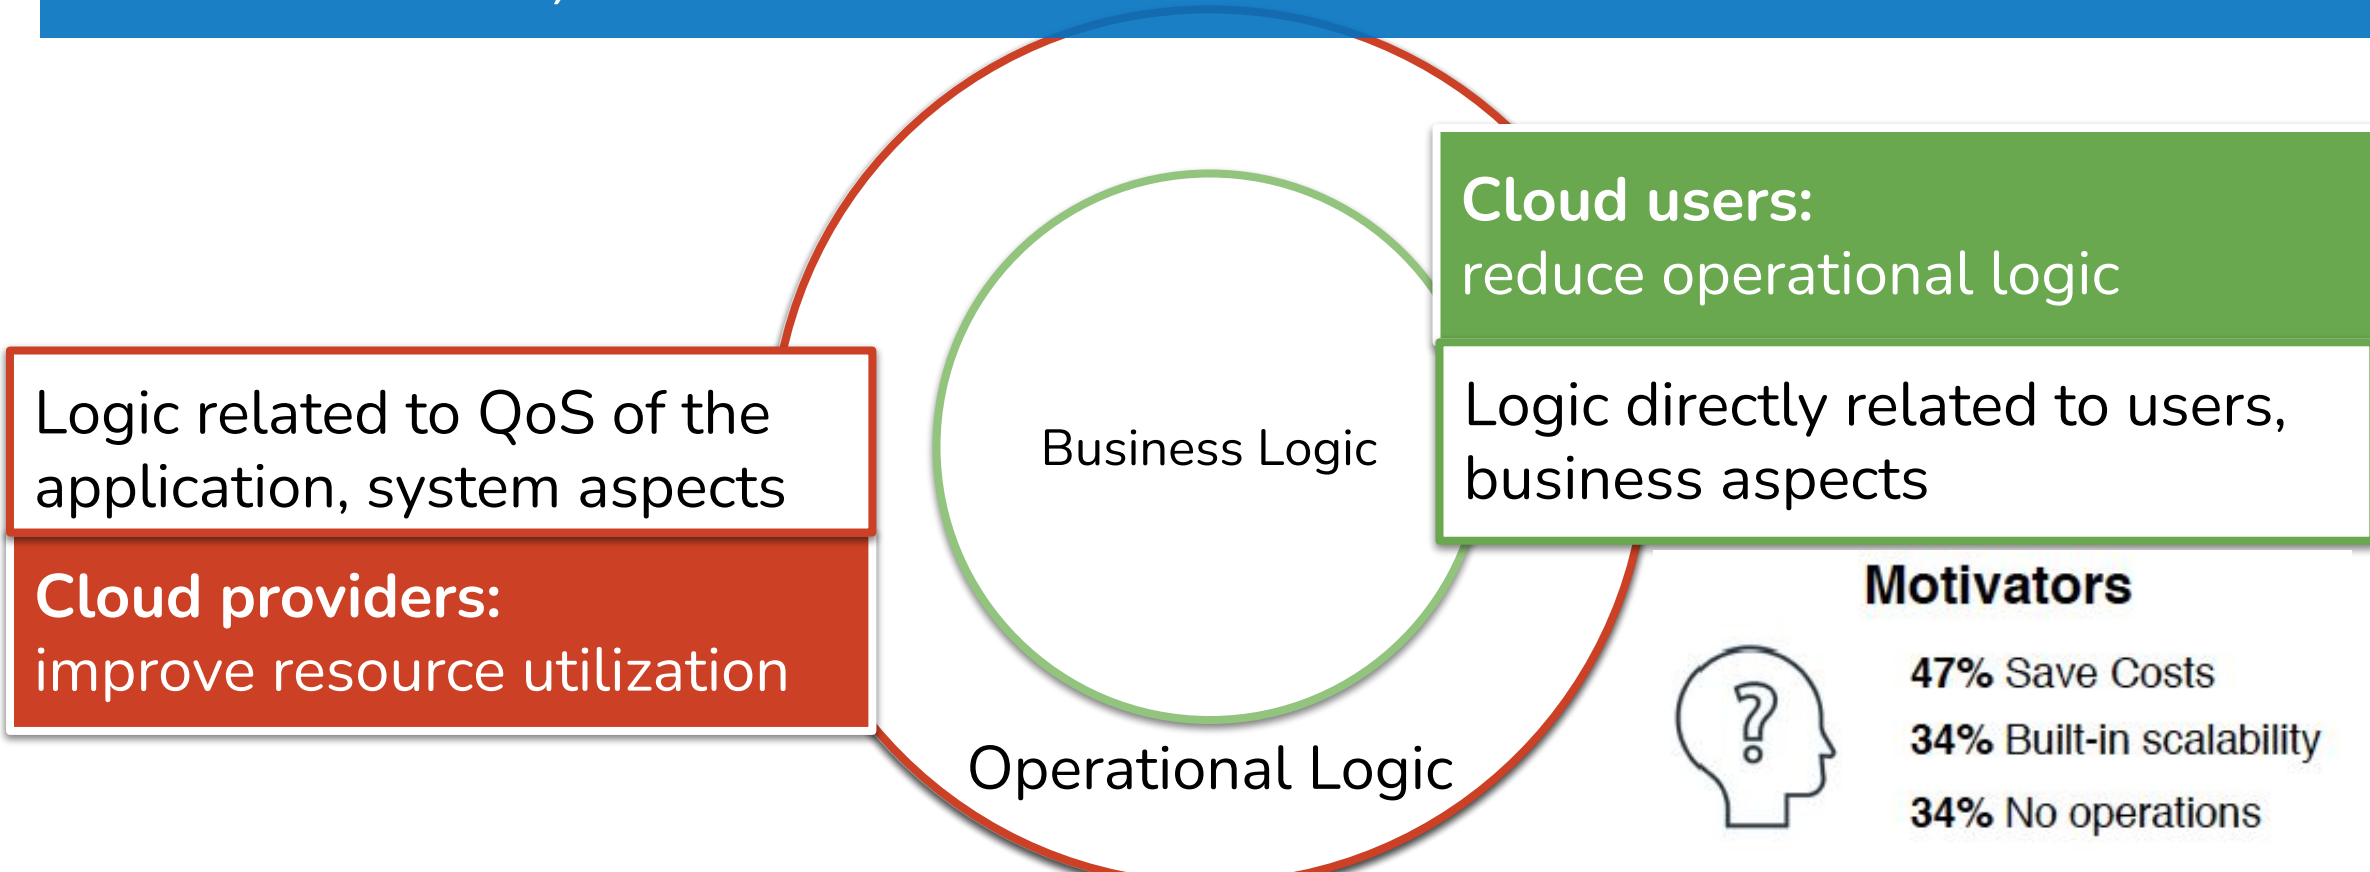 Cloud users:
reduce operational logic
Logic related to QoS of the
application, system aspects
Cloud providers:
improve resource utilization
Business Logic
Logic directly related to users,
business aspects
Operational Logic
Motivators
47% Save Costs
34% Built-in scalability
34% No operations